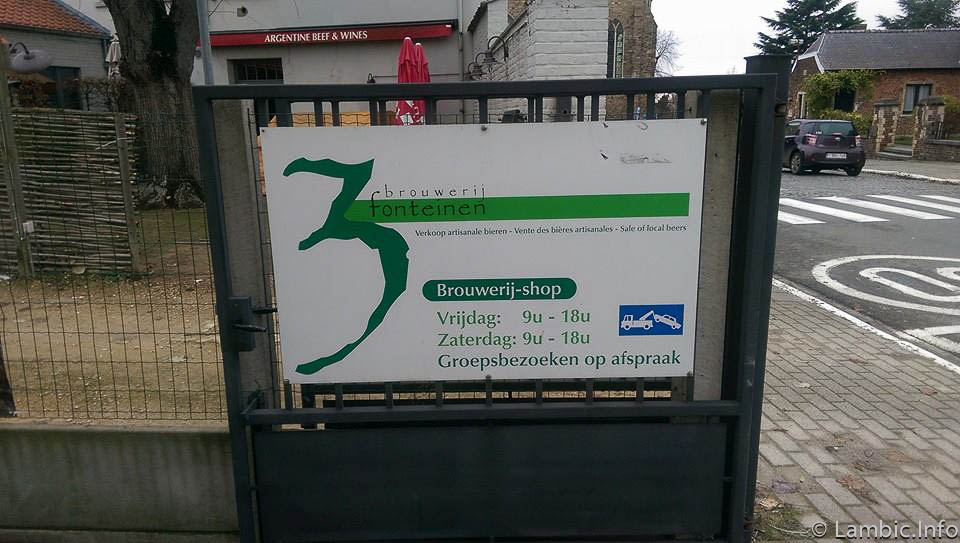 ARGENTINE BEEF & WINES
3
brouwerij
fonteinen
Verkoop artisanale bieren - Vente des bières artisanales - Sale of local beers
Brouwerij-shop
Vrijdag: 9u - 18u
Zaterdag: 9u - 18u
Groepsbezoeken op afspraak
© Lambic.Info